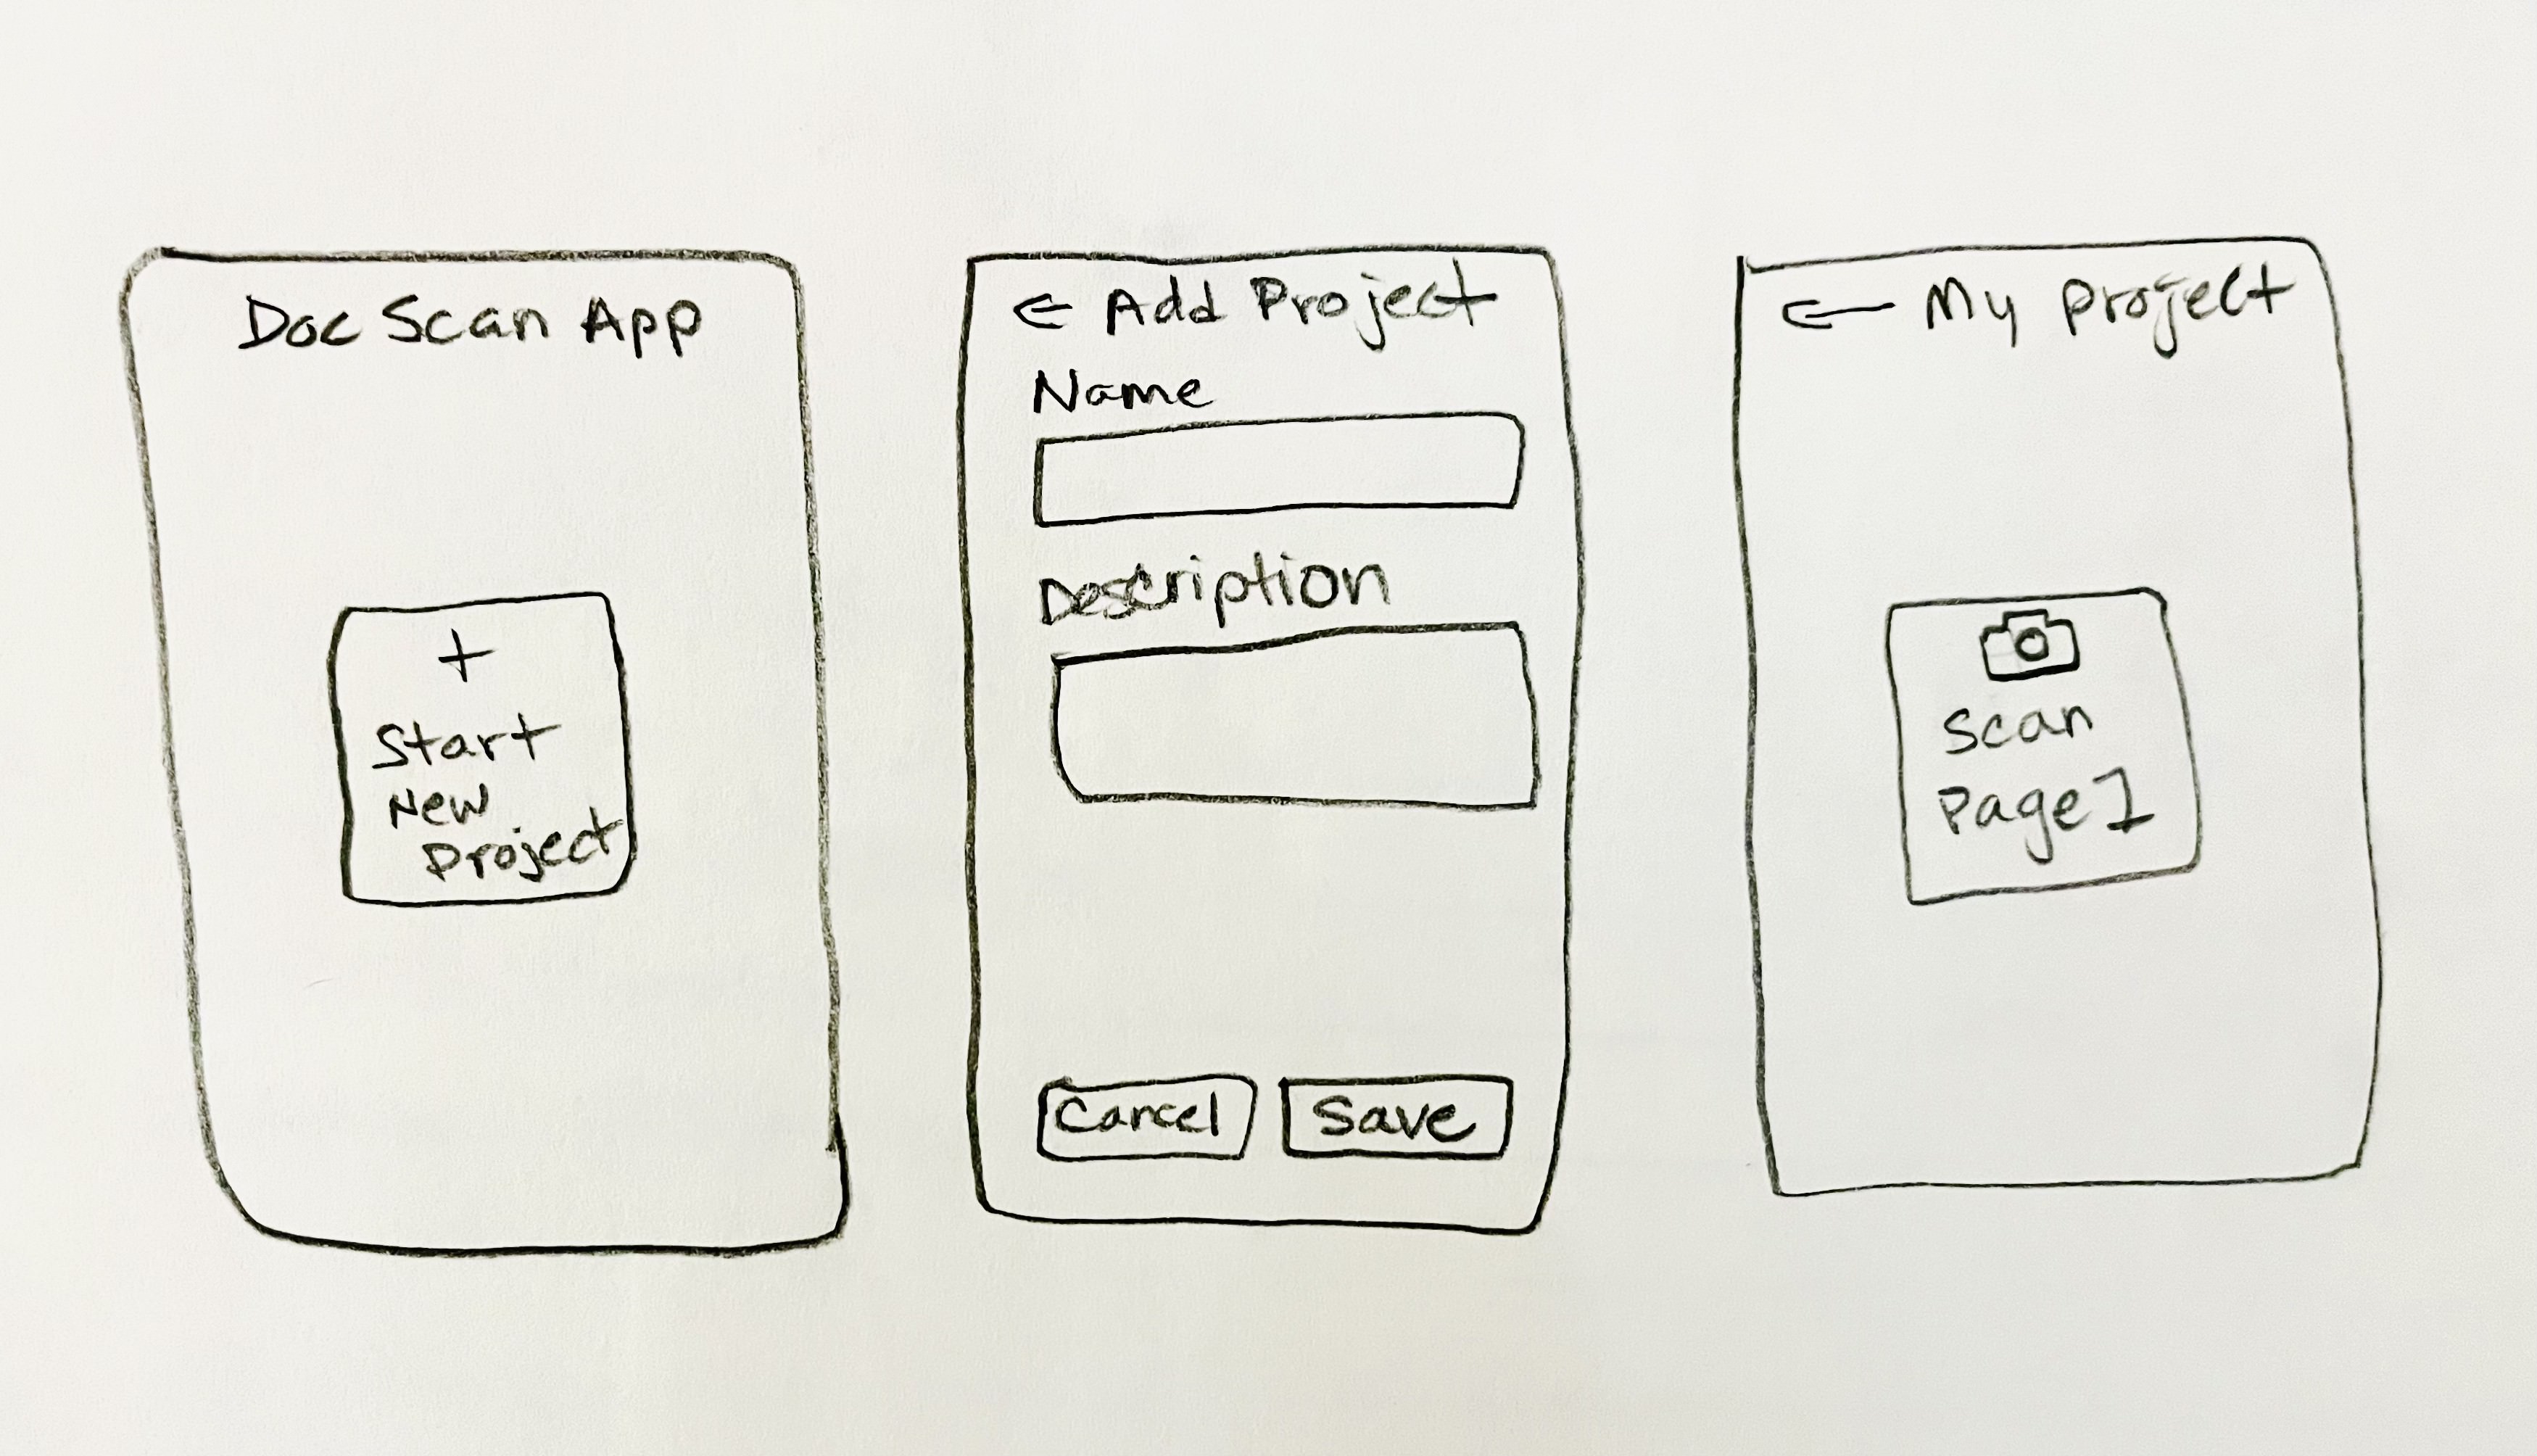 Doc Scan App
+
Start
New
Project
← Add Project
Name
Description
Cancel
Save
← My project
Scan
Page 1